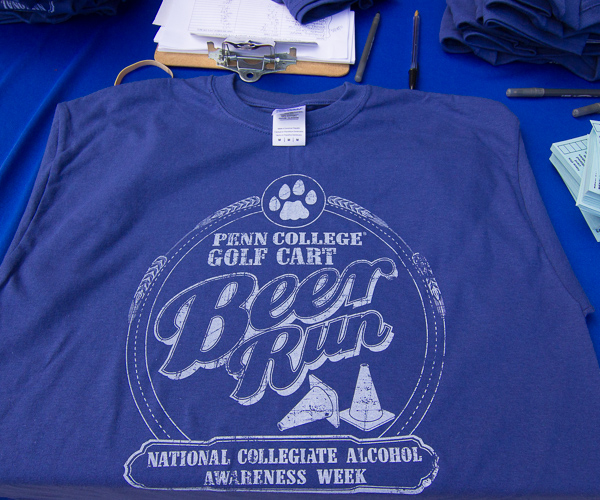 PENN COLLEGE
GOLF CART
Beer
Run
NATIONAL COLLEGIATE ALCOHOL
AWARENESS WEEK